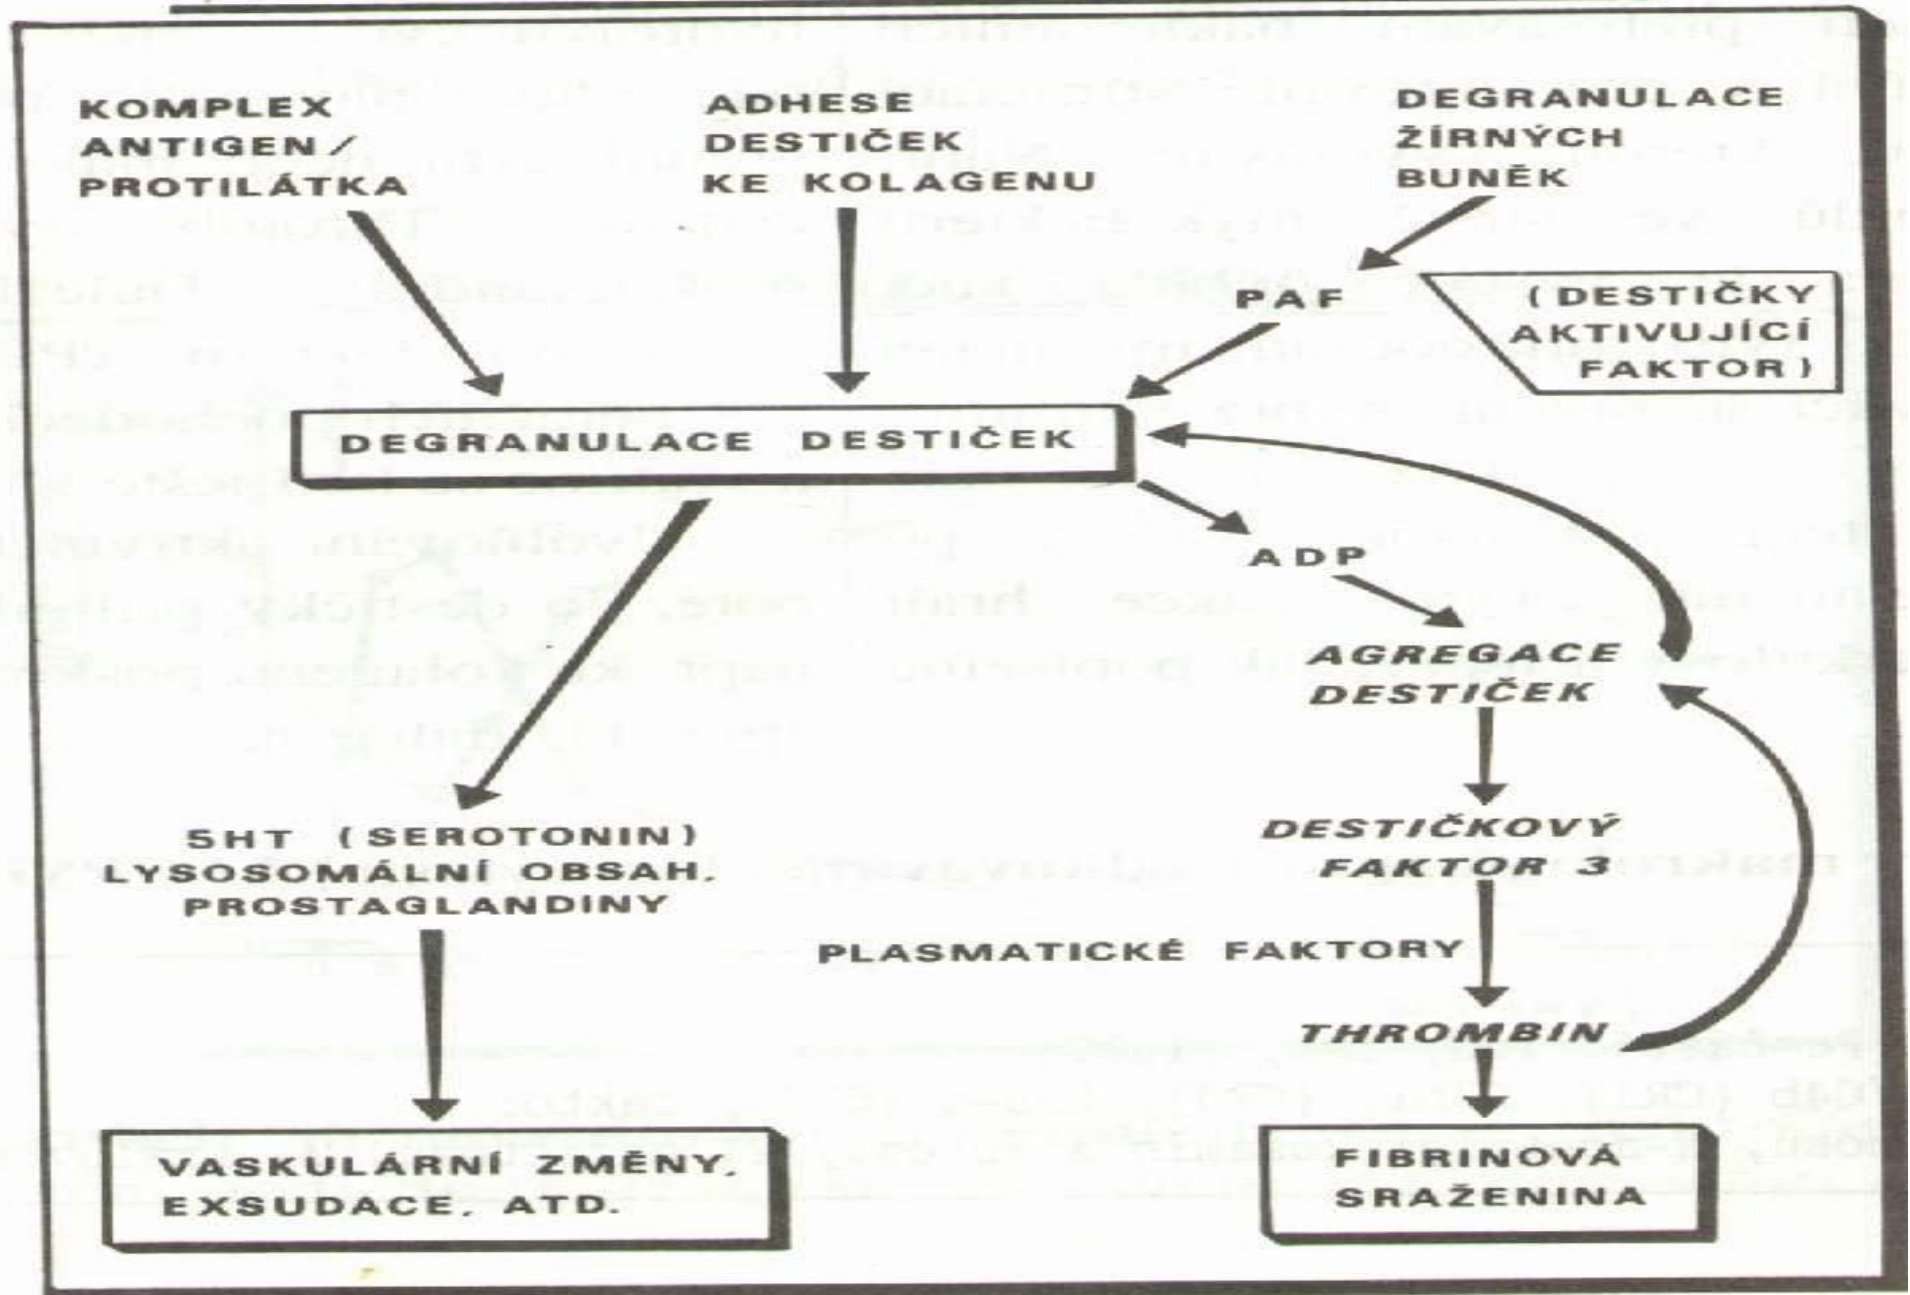 KOMPLEX
ANTIGEN/
PROTILÁTKA
ADHESE
DESTIČEK
KE KOLAGENU
DEGRANULACE
ŽÍRNÝCH
BUNĚK
PAF
(DESTIČKY
AKTIVUJÍCÍ
FAKTOR)
DEGRANULACE DESTIČEK
ADP
AGREGACE
DESTIČEK
5HT (SEROTONIN)
LYSOSOMÁLNÍ OBSAH.
PROSTAGLANDINY
DESTIČKOVÝ
FAKTOR 3
PLASMATICKÉ FAKTORY
THROMBIN
VASKULÁRNÍ ZMĚNY.
EXSUDACE, ATD.
FIBRINOVÁ
SRAŽENINA